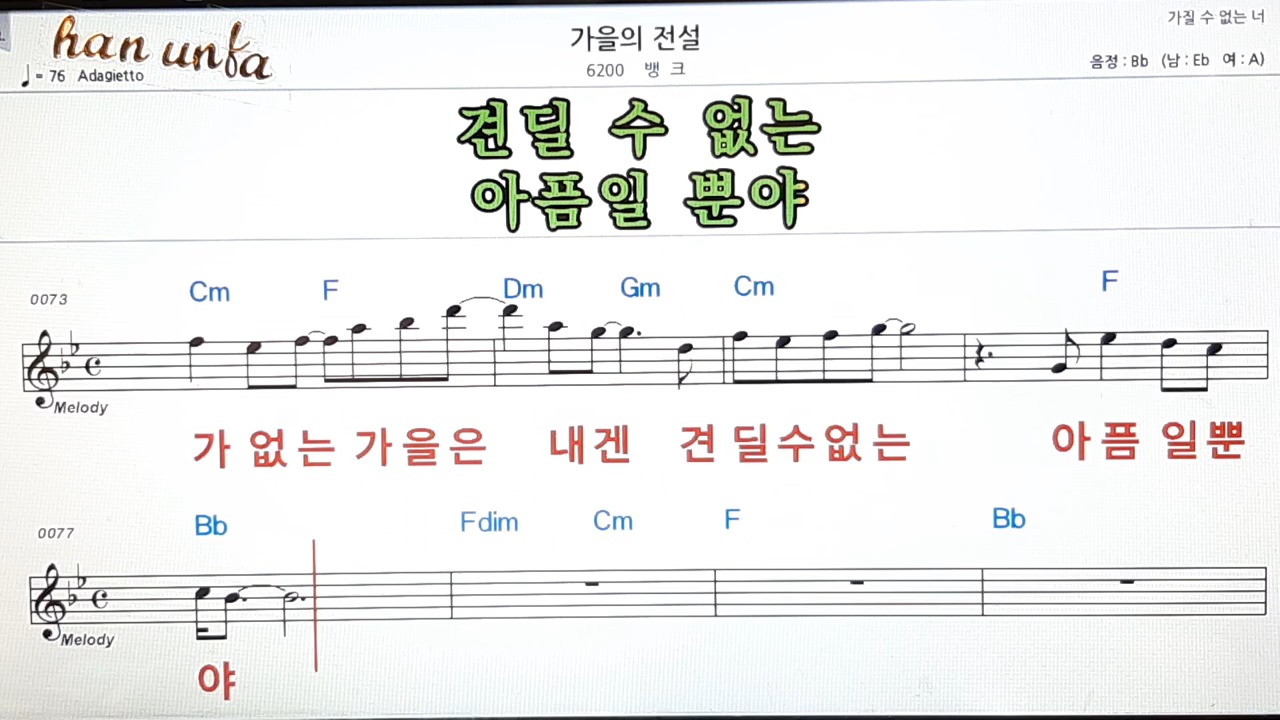 han unfa
가을의 전설
가질 수 없는 너
♩= 76 Adagietto
6200 뱅 크
음정 : Bb (남 : Eb 여 : A)
견딜 수 없는
아픔일 뿐야
0073
Cm F Dm Gm Cm F
Melody
가 없는 가을은 내겐 견 딜수없는 아픔 일뿐
0077
Bb Fdim Cm F Bb
Melody
야